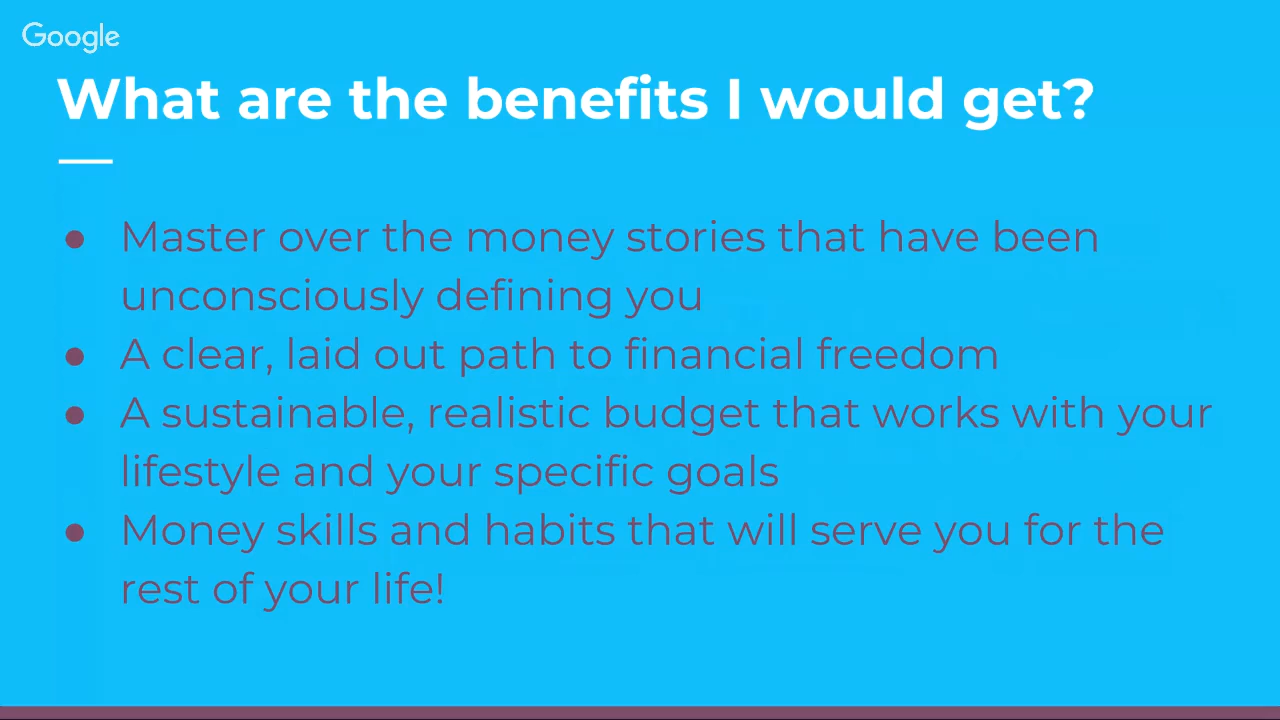 Google
What are the benefits I would get?
● Master over the money stories that have been
unconsciously defining you
● A clear, laid out path to financial freedom
● A sustainable, realistic budget that works with your
lifestyle and your specific goals
● Money skills and habits that will serve you for the
rest of your life!